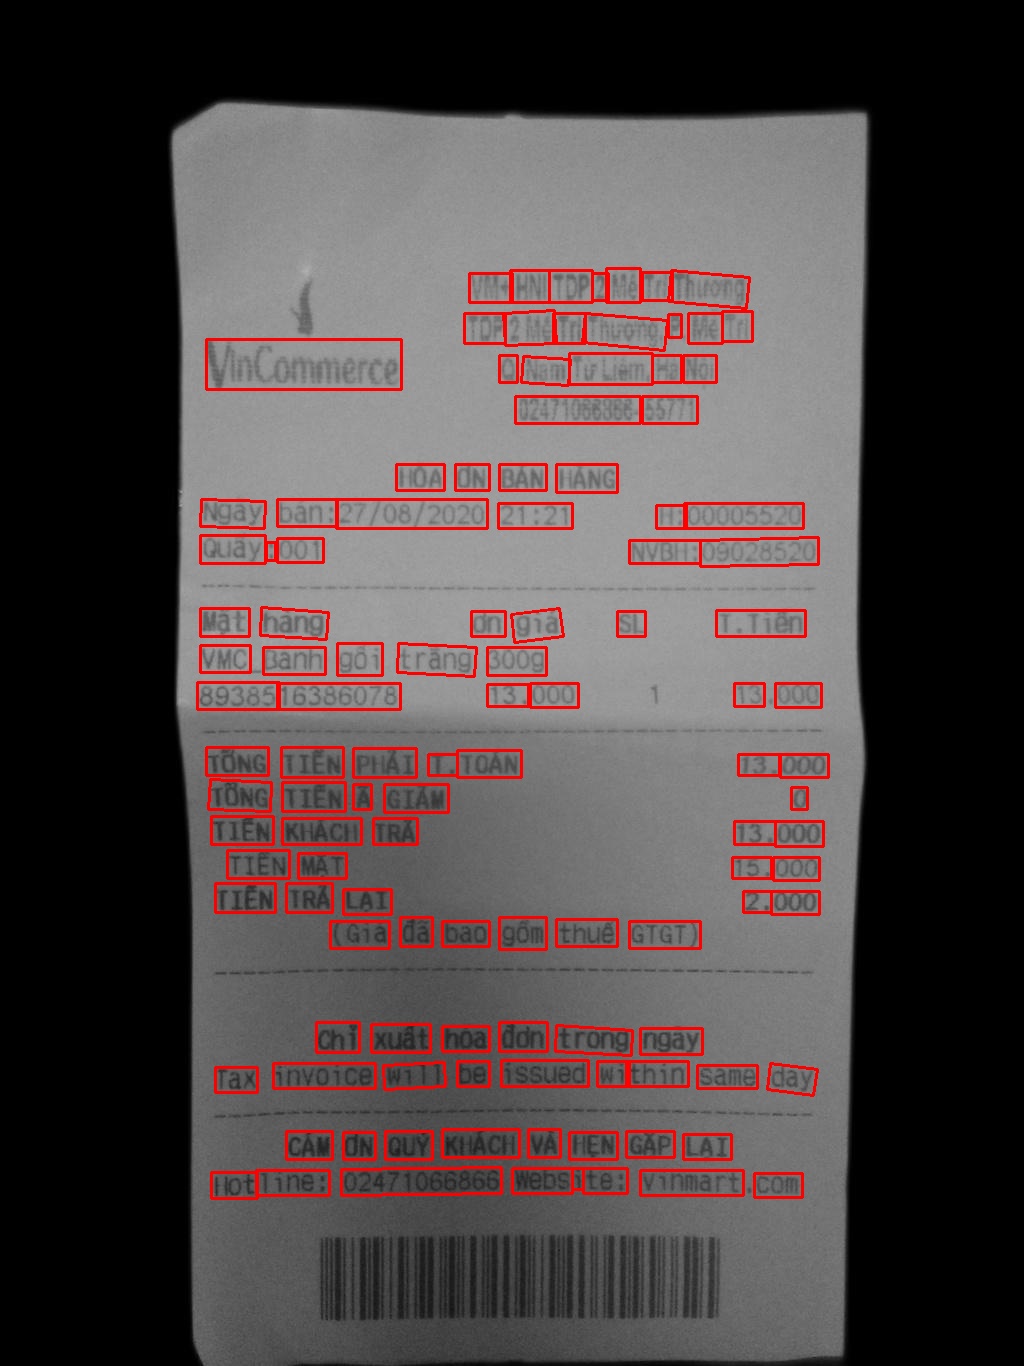 VinCommerce
VM+ HNI TDP 2 Mễ Trì Thượng
TDP 2 Mễ Trì Thượng, P. Mễ Trì
Q. Nam Từ Liêm, Hà Nội
02471066866-55771
HÓA ĐƠN BÁN HÀNG
Ngày bán:27/08/2020 21:21 H:00005520
Quầy:001 NVBH:09028520
Mặt hàng Đơn giá SL T.Tiền
VMC_Bánh gối trắng 300g
8938516386078 13.000 1 13.000
TỔNG TIỀN PHẢI T.TOÁN 13.000
TỔNG TIỀN ĐÃ GIẢM 0
TIỀN KHÁCH TRẢ 13.000
TIỀN MẶT 15.000
TIỀN TRẢ LẠI 2.000
(Giá đã bao gồm thuế GTGT)
Chỉ xuất hóa đơn trong ngày
Tax invoice will be issued within same day
CẢM ƠN QUÝ KHÁCH VÀ HẸN GẶP LẠI
Hotline: 02471066866 Website: vinmart.com